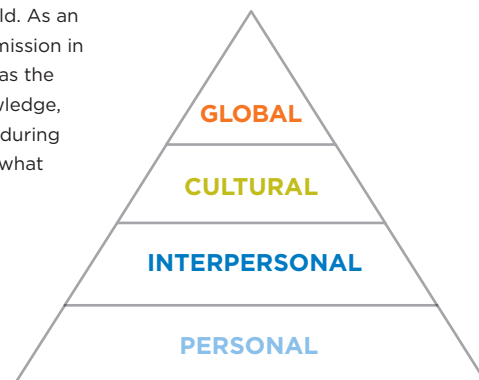 ld. As an
mission in
as the
wledge,
during
what
GLOBAL
CULTURAL
INTERPERSONAL
PERSONAL